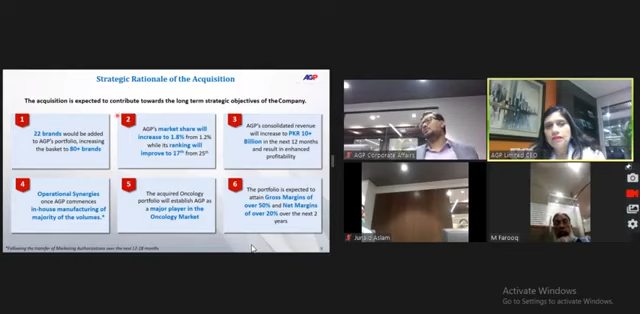 Strategic Rationale of the Acquisition
AGP
The acquisition is expected to contribute towards the long term strategic objectives of the Company.
1
22 brands would be added
to AGP's portfolio, increasing
the basket to 80+ brands
2
AGP's market share will
increase to 1.8% from 1.2%
while its ranking will
improve to 17th from 25th
3
AGP's consolidated revenue
will increase to PKR 10+
Billion in the next 12 months
and result in enhanced
profitability
4
Operational Synergies
once AGP commences
in-house manufacturing of
majority of the volumes.*
5
The acquired Oncology
portfolio will establish AGP as
a major player in the
Oncology Market
6
The portfolio is expected to
attain Gross Margins of
over 50% and Net Margins
of over 20% over the next 2
years
*Following the transfer of Marketing Authorizations over the next 12-18 months.
AGP Corporate Affairs
AGP Limited CEO
Aslam
M Farooq
Activate Windows
Go to Settings to activate Windows.